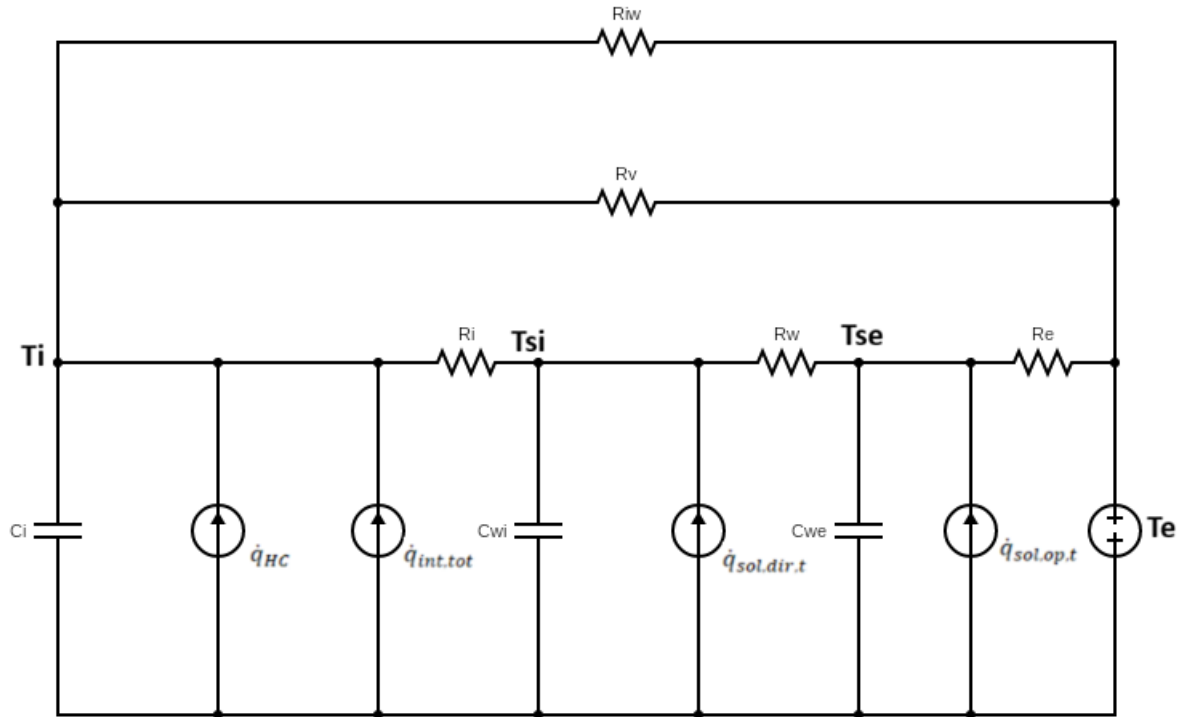 Riw
Rv
Ti
Ri
Tsi
Rw
Tse
Re
Ci
q̇HC
q̇int.tot
Cwi
q̇sol.dir.t
Cwe
q̇sol.op.t
Te